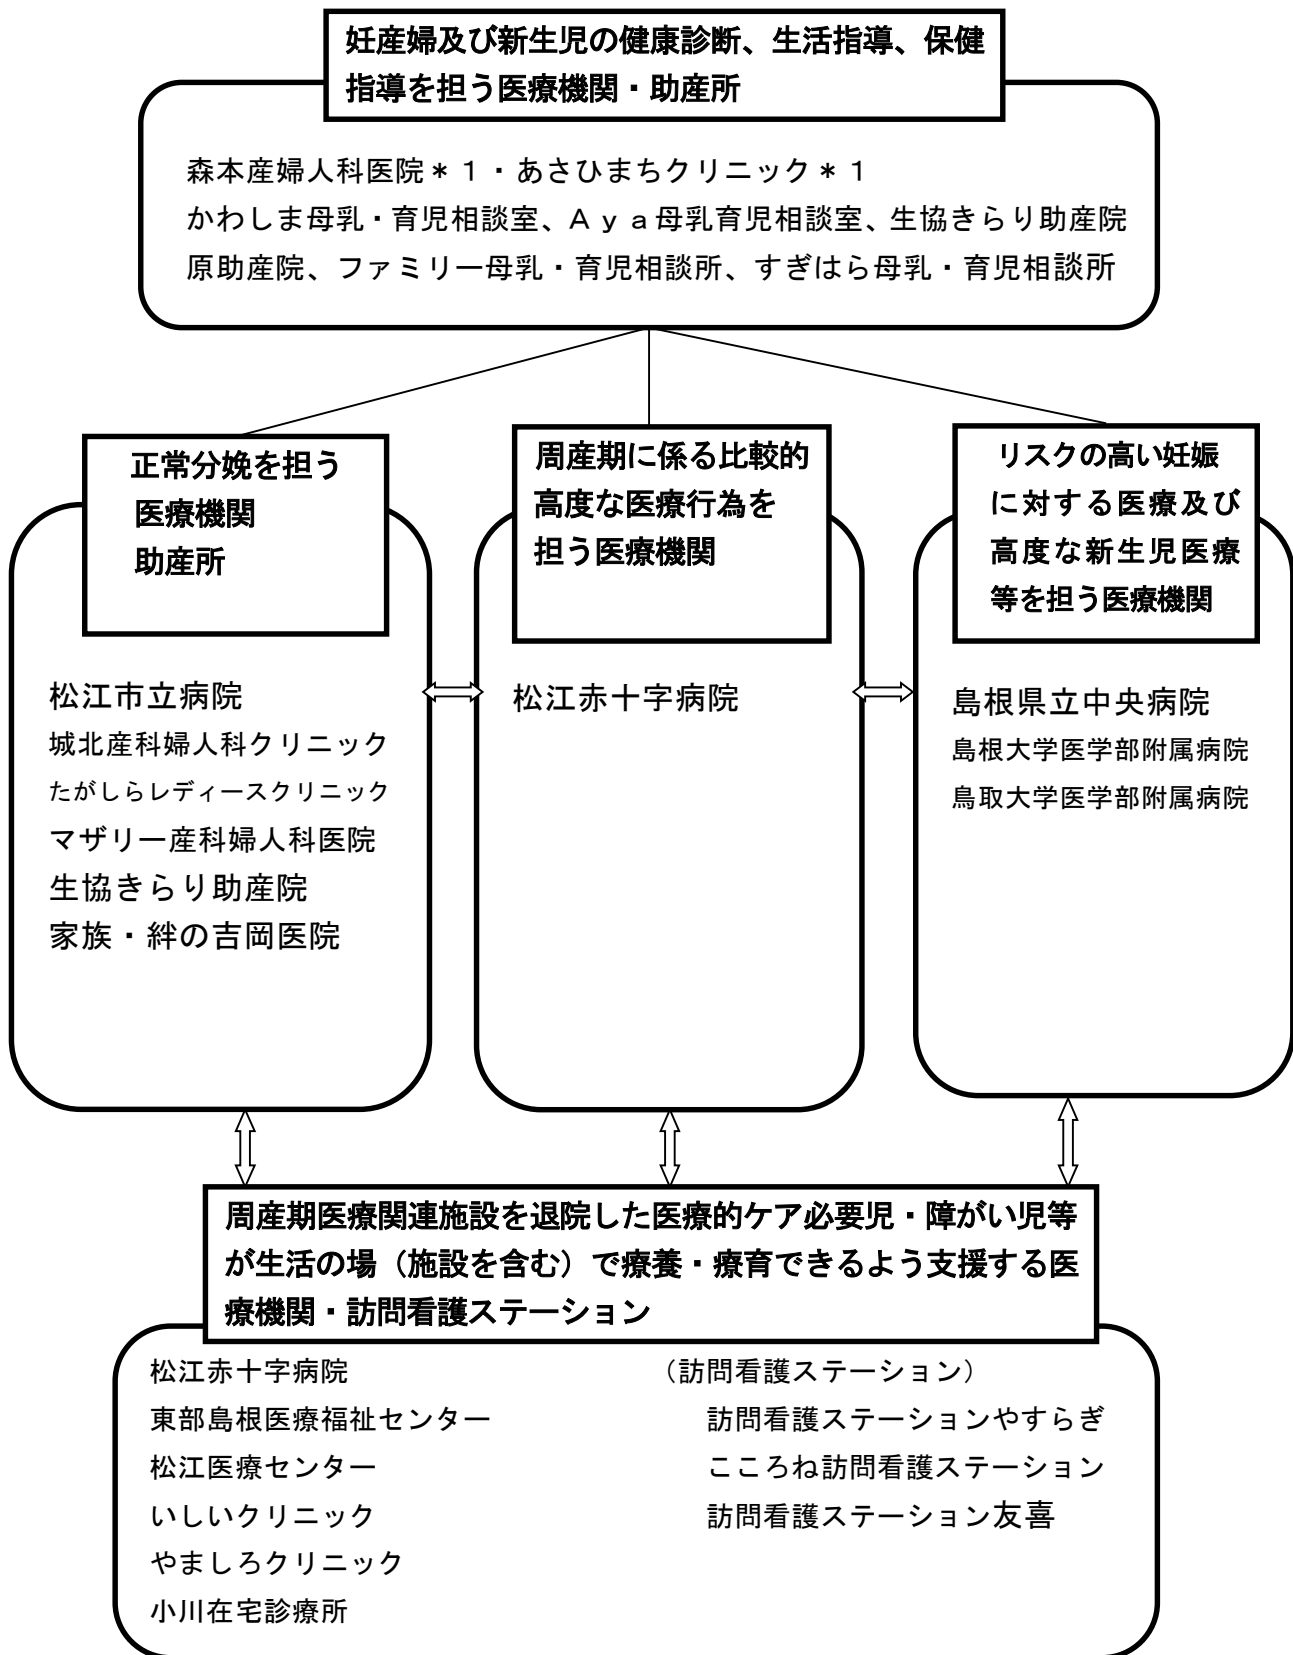 妊産婦及び新生児の健康診断、生活指導、保健
指導を担う医療機関・助産所
森本産婦人科医院＊１・あさひまちクリニック＊１
かわしま母乳・育児相談室、Ａｙａ母乳育児相談室、生協きらり助産院
原助産院、ファミリー母乳・育児相談所、すぎはら母乳・育児相談所
正常分娩を担う
医療機関
助産所
松江市立病院
城北産科婦人科クリニック
たがしらレディースクリニック
マザリー産科婦人科医院
生協きらり助産院
家族・絆の吉岡医院
周産期に係る比較的
高度な医療行為を
担う医療機関
松江赤十字病院
リスクの高い妊娠
に対する医療及び
高度な新生児医療
等を担う医療機関
島根県立中央病院
島根大学医学部附属病院
鳥取大学医学部附属病院
周産期医療関連施設を退院した医療的ケア必要児・障がい児等
が生活の場（施設を含む）で療養・療育できるよう支援する医
療機関・訪問看護ステーション
松江赤十字病院
東部島根医療福祉センター
松江医療センター
いしいクリニック
やましろクリニック
小川在宅診療所
（訪問看護ステーション）
訪問看護ステーションやすらぎ
こころね訪問看護ステーション
訪問看護ステーション友喜